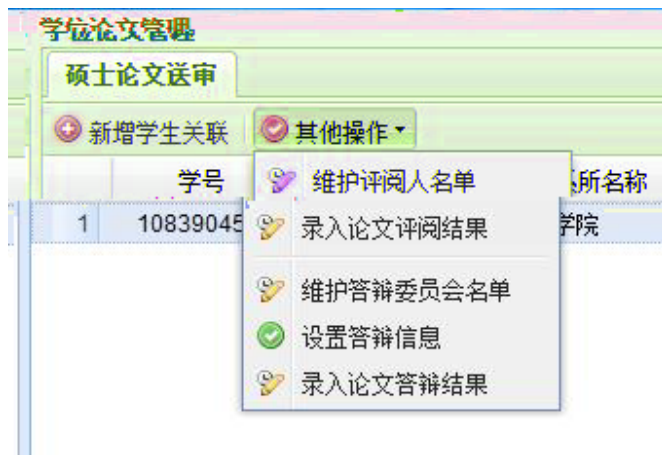 学位论文管理
硕士论文送审
新增学生关联 其他操作
学号 系所名称
1 10839045 学院
维护评阅人名单
录入论文评阅结果
维护答辩委员会名单
设置答辩信息
录入论文答辩结果